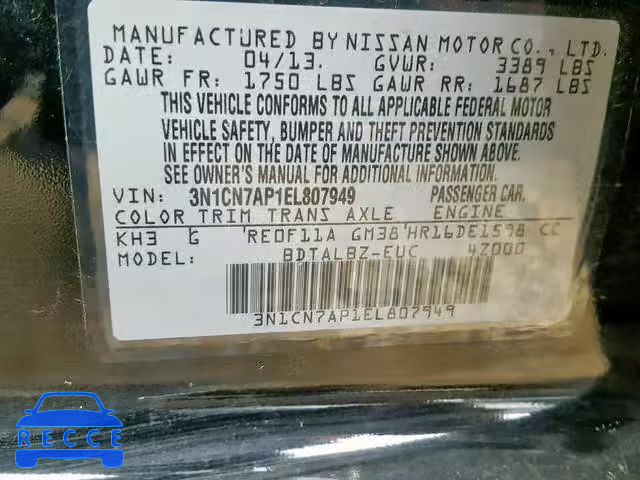 MANUFACTURED BY NISSAN MOTOR CO., LTD.
DATE: 04/13. GVWR: 3389 LBS
GAWR FR: 1750 LBS GAWR RR: 1687 LBS
THIS VEHICLE CONFORMS TO ALL APPLICABLE FEDERAL MOTOR
VEHICLE SAFETY, BUMPER AND THEFT PREVENTION STANDARDS
IN EFFECT ON THE DATE OF MANUFACTURE SHOWN ABOVE.
SEE OWNER'S MANUAL FOR ADDITIONAL INFORMATION.
VIN: 3N1CN7AP1EL807949 PASSENGER CAR.
COLOR TRIM TRANS AXLE ENGINE
KH3 G RE0F11A GM38 HR16DE1598 CC
MODEL: BDTALBZ-EUC 4Z000
3N1CN7AP1EL807949
RECCE